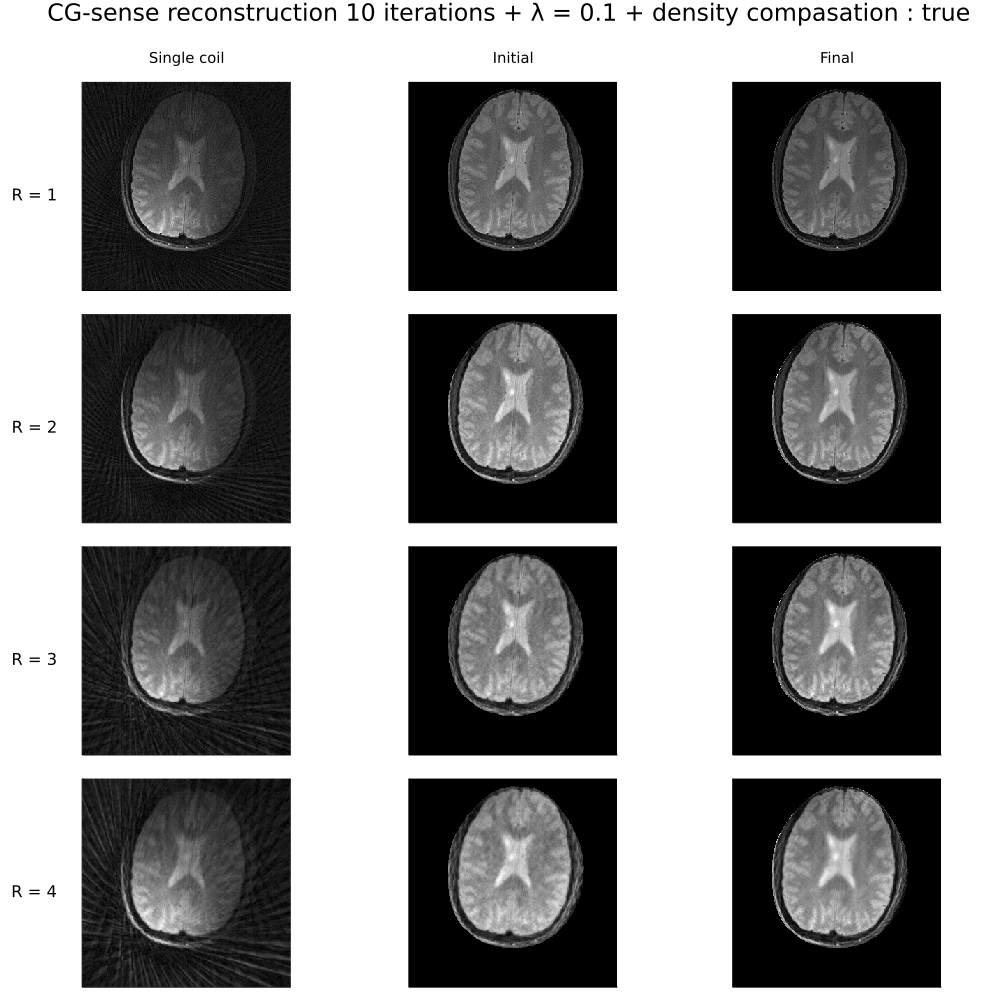 CG-sense reconstruction 10 iterations + λ = 0.1 + density compasation : true
Single coil Initial Final
R = 1
R = 2
R = 3
R = 4